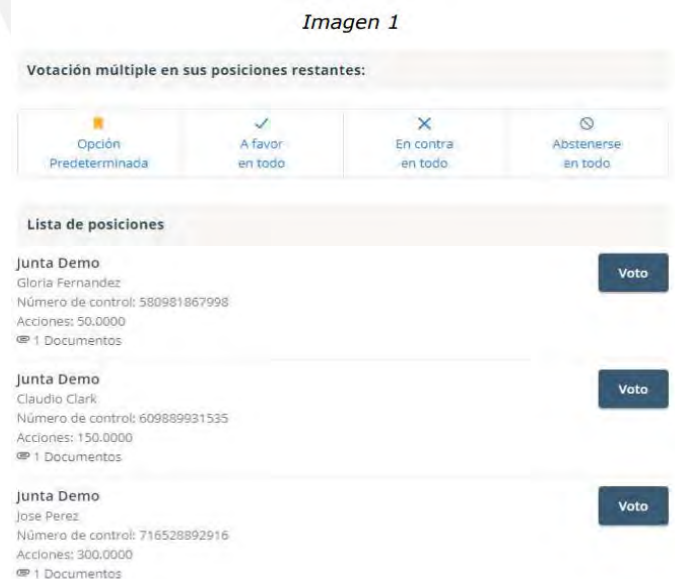 Imagen 1
Votación múltiple en sus posiciones restantes:
Opción
Predeterminada
A favor
en todo
En contra
en todo
Abstenerse
en todo
Lista de posiciones
Junta Demo
Voto
Gloria Fernandez
Número de control: 580981867998
Acciones: 50.0000
1 Documentos
Junta Demo
Voto
Claudio Clark
Número de control: 609889931535
Acciones: 150.0000
1 Documentos
Junta Demo
Voto
Jose Perez
Número de control: 716528892916
Acciones: 300.0000
1 Documentos